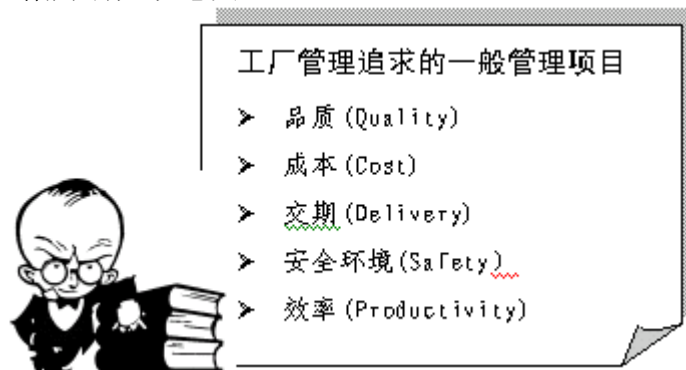 工厂管理追求的一般管理项目
➢ 品质(Quality)
➢ 成本(Cost)
➢ 交期(Delivery)
➢ 安全环境(Safety)
➢ 效率(Productivity)